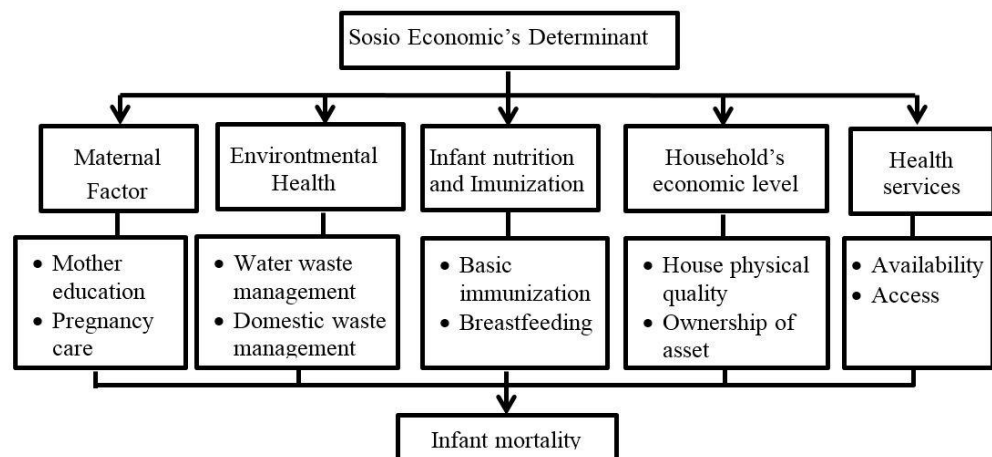 Sosio Economic's Determinant
Maternal
Factor
Environtmental
Health
Infant nutrition
and Imunization
Household's
economic level
Health
services
• Mother
education
• Pregnancy
care
• Water waste
management
• Domestic waste
management
• Basic
immunization
• Breastfeeding
• House physical
quality
• Ownership of
asset
• Availability
• Access
Infant mortality